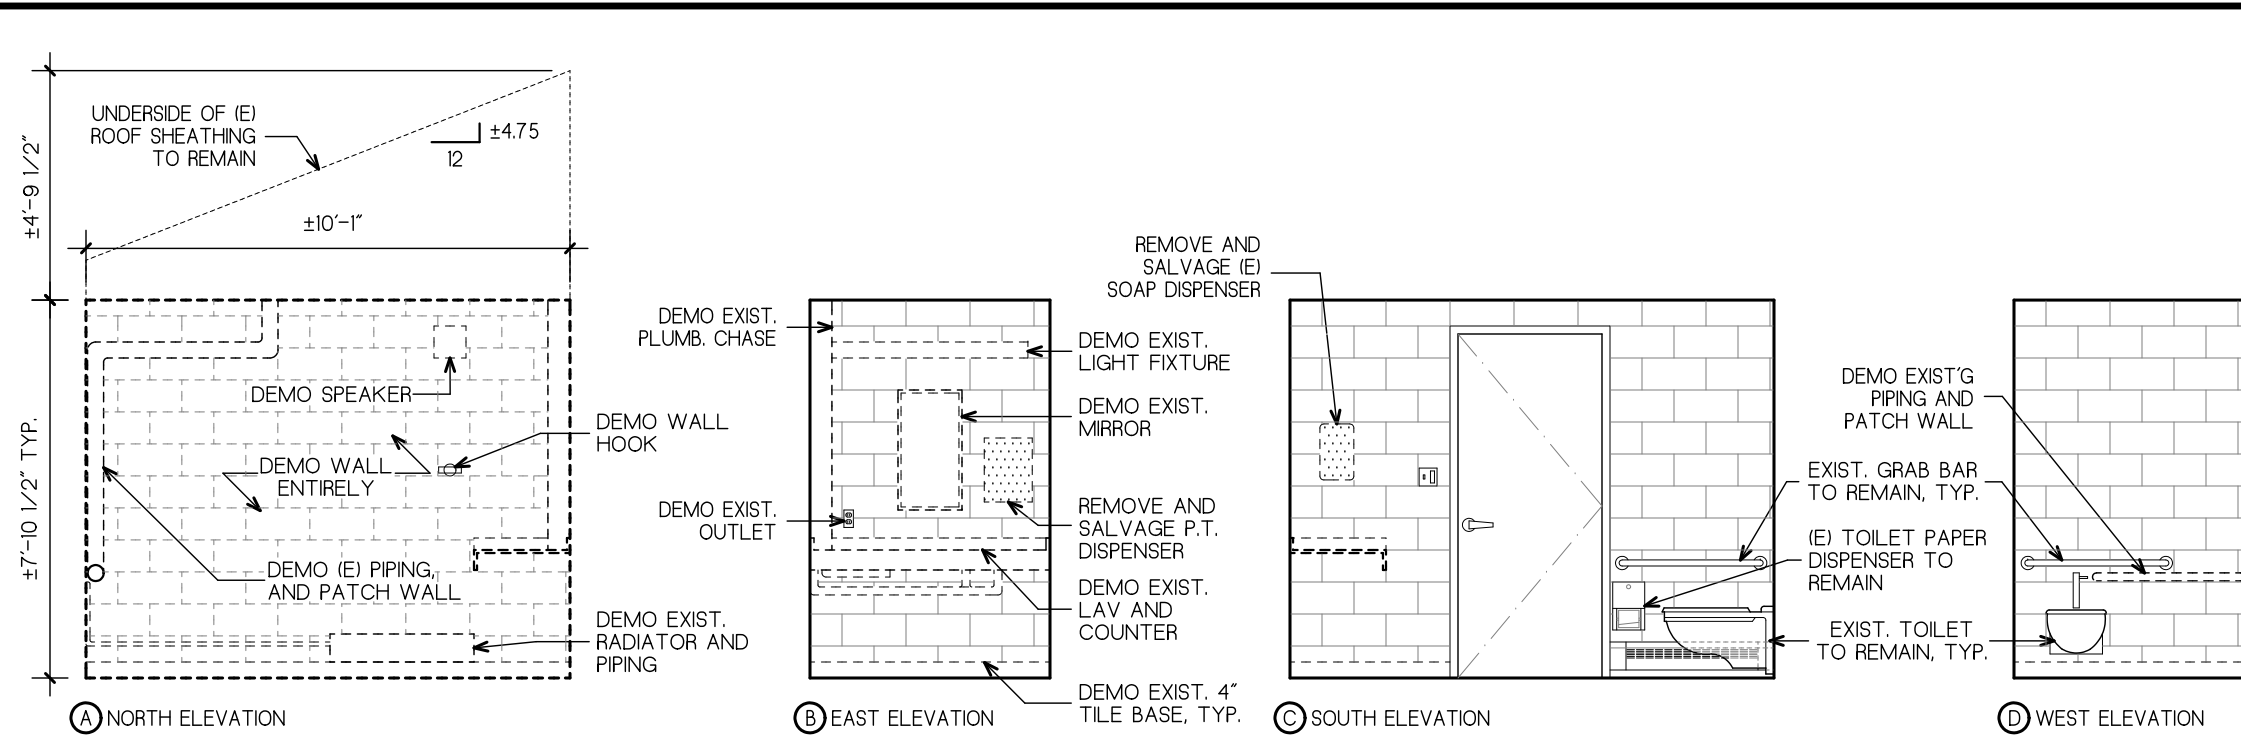 UNDERSIDE OF (E)
ROOF SHEATHING
TO REMAIN
±4.75
12
±4'-9 1/2"
±10'-1"
±7'-10 1/2" TYP.
DEMO SPEAKER
DEMO WALL
HOOK
DEMO WALL
ENTIRELY
DEMO (E) PIPING,
AND PATCH WALL
DEMO EXIST.
RADIATOR AND
PIPING
A NORTH ELEVATION
DEMO EXIST.
PLUMB. CHASE
DEMO EXIST.
OUTLET
DEMO EXIST.
LIGHT FIXTURE
DEMO EXIST.
MIRROR
REMOVE AND
SALVAGE P.T.
DISPENSER
DEMO EXIST.
LAV AND
COUNTER
DEMO EXIST. 4"
TILE BASE, TYP.
B EAST ELEVATION
REMOVE AND
SALVAGE (E)
SOAP DISPENSER
C SOUTH ELEVATION
DEMO EXIST'G
PIPING AND
PATCH WALL
EXIST. GRAB BAR
TO REMAIN, TYP.
(E) TOILET PAPER
DISPENSER TO
REMAIN
EXIST. TOILET
TO REMAIN, TYP.
D WEST ELEVATION